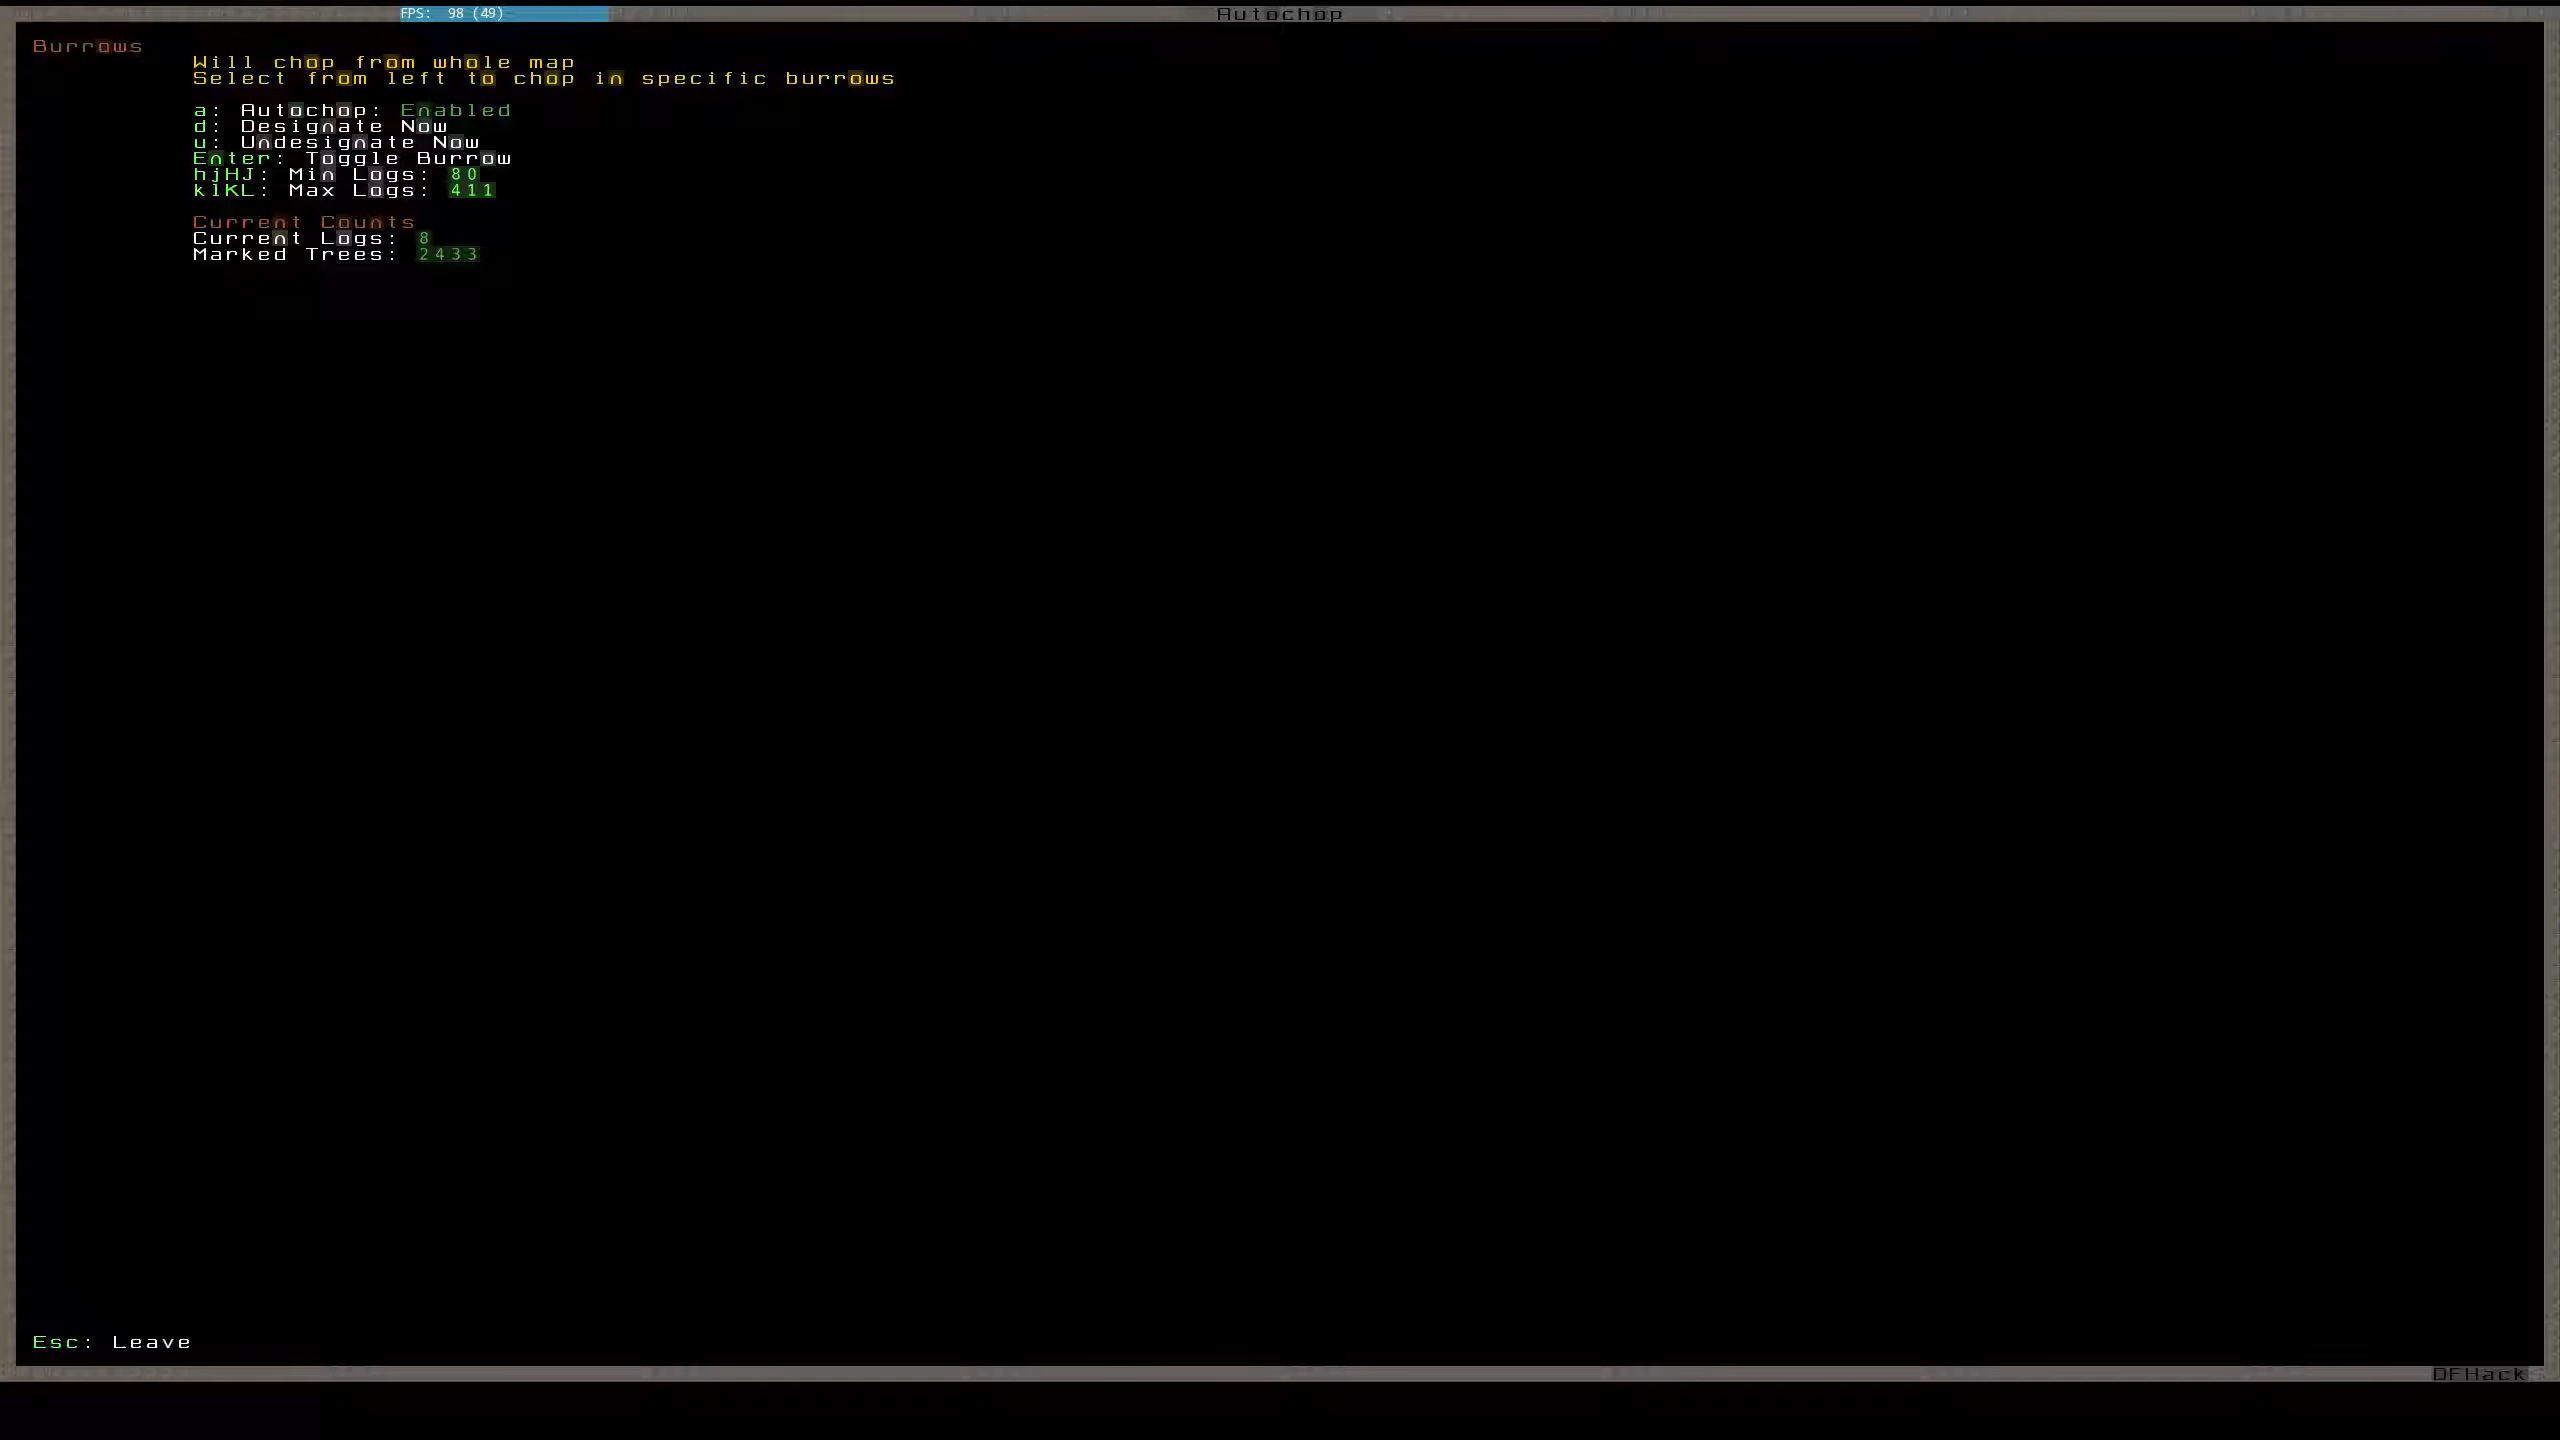 FPS: 98 (49)
Autochop
Burrows
Will chop from whole map
Select from left to chop in specific burrows
a: Autochop: Enabled
d: Designate Now
u: Undesignate Now
Enter: Toggle Burrow
hjHJ: Min Logs: 80
klKL: Max Logs: 411
Current Counts
Current Logs: 8
Marked Trees: 2433
Esc: Leave
DFHack